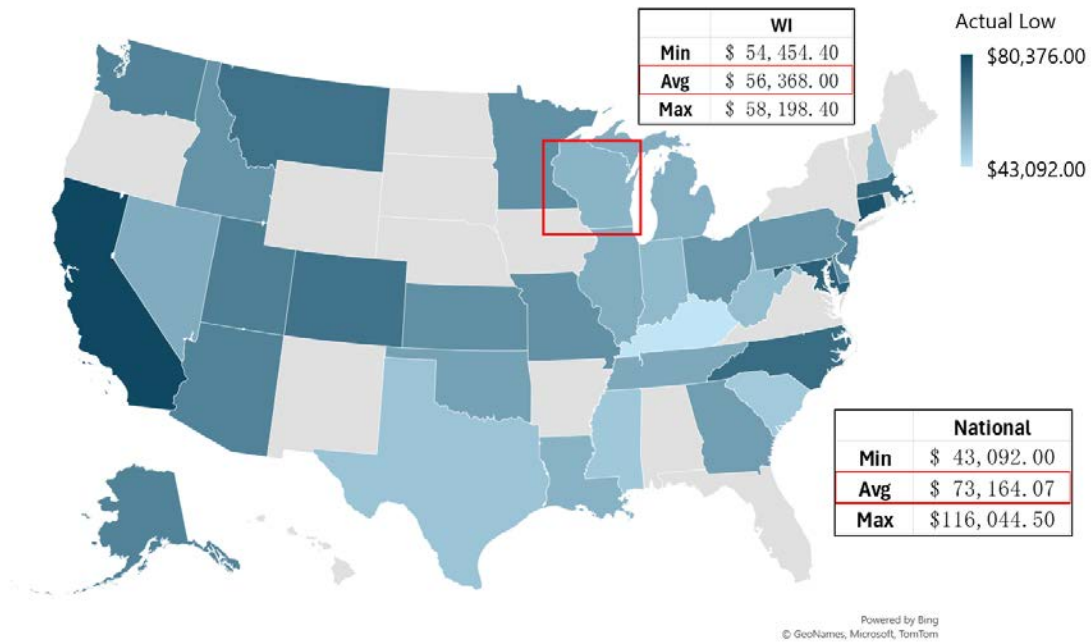 WI
Min $ 54,454.40
Avg $ 56,368.00
Max $ 58,198.40
Actual Low
$80,376.00
$43,092.00
National
Min $ 43,092.00
Avg $ 73,164.07
Max $116,044.50
Powered by Bing
© GeoNames, Microsoft, TomTom